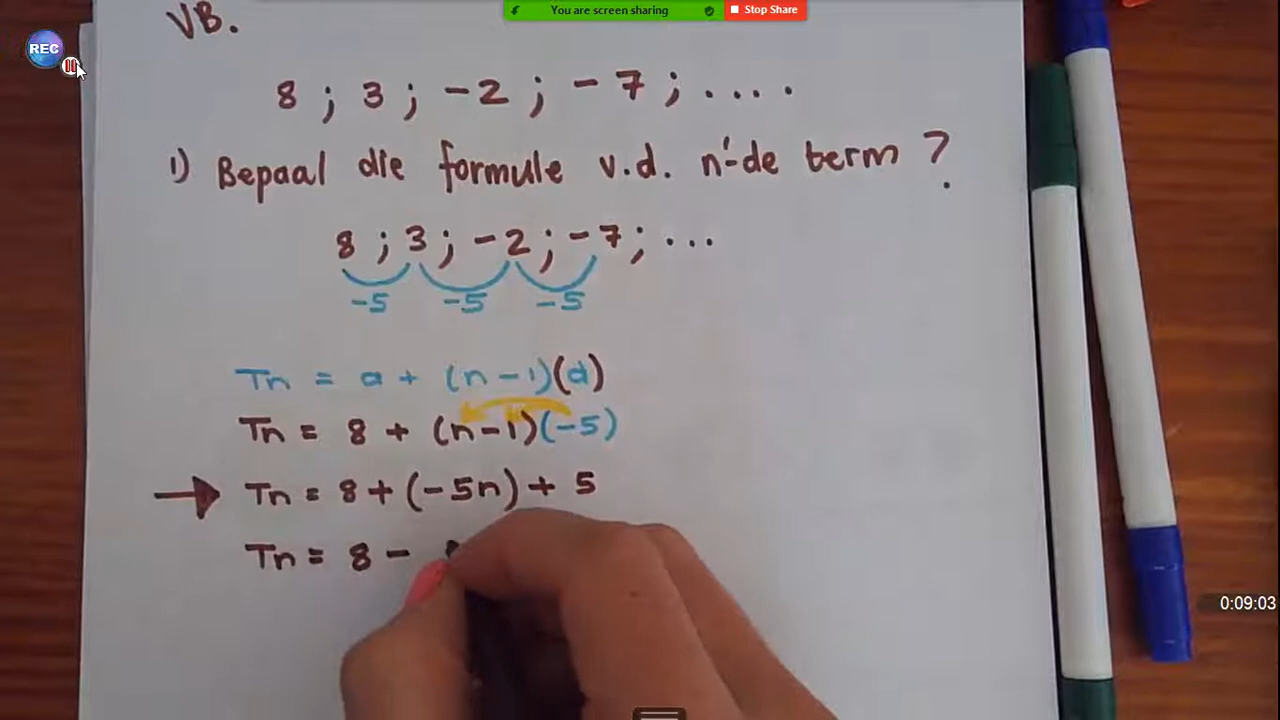 You are screen sharing Stop Share
REC
VB.
8 ; 3 ; -2 ; -7 ; ....
1) Bepaal die formule v.d. n'-de term ?
8 ; 3 ; -2 ; -7 ; ...
-5 -5 -5
Tn = a + (n-1)(d)
Tn = 8 + (n-1)(-5)
Tn = 8 + (-5n) + 5
Tn = 8 -
0:09:03